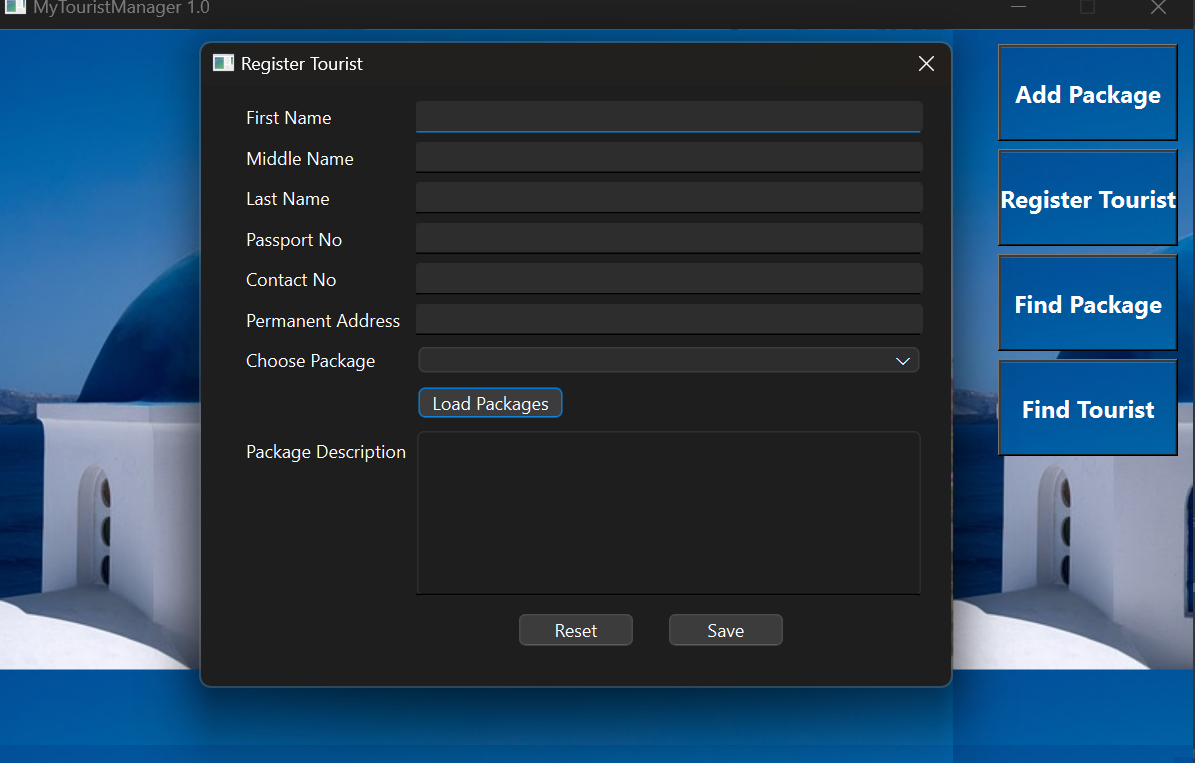 MyTouristManager 1.0
Register Tourist
First Name
Middle Name
Last Name
Passport No
Contact No
Permanent Address
Choose Package
Load Packages
Package Description
Reset Save
Add Package
Register Tourist
Find Package
Find Tourist